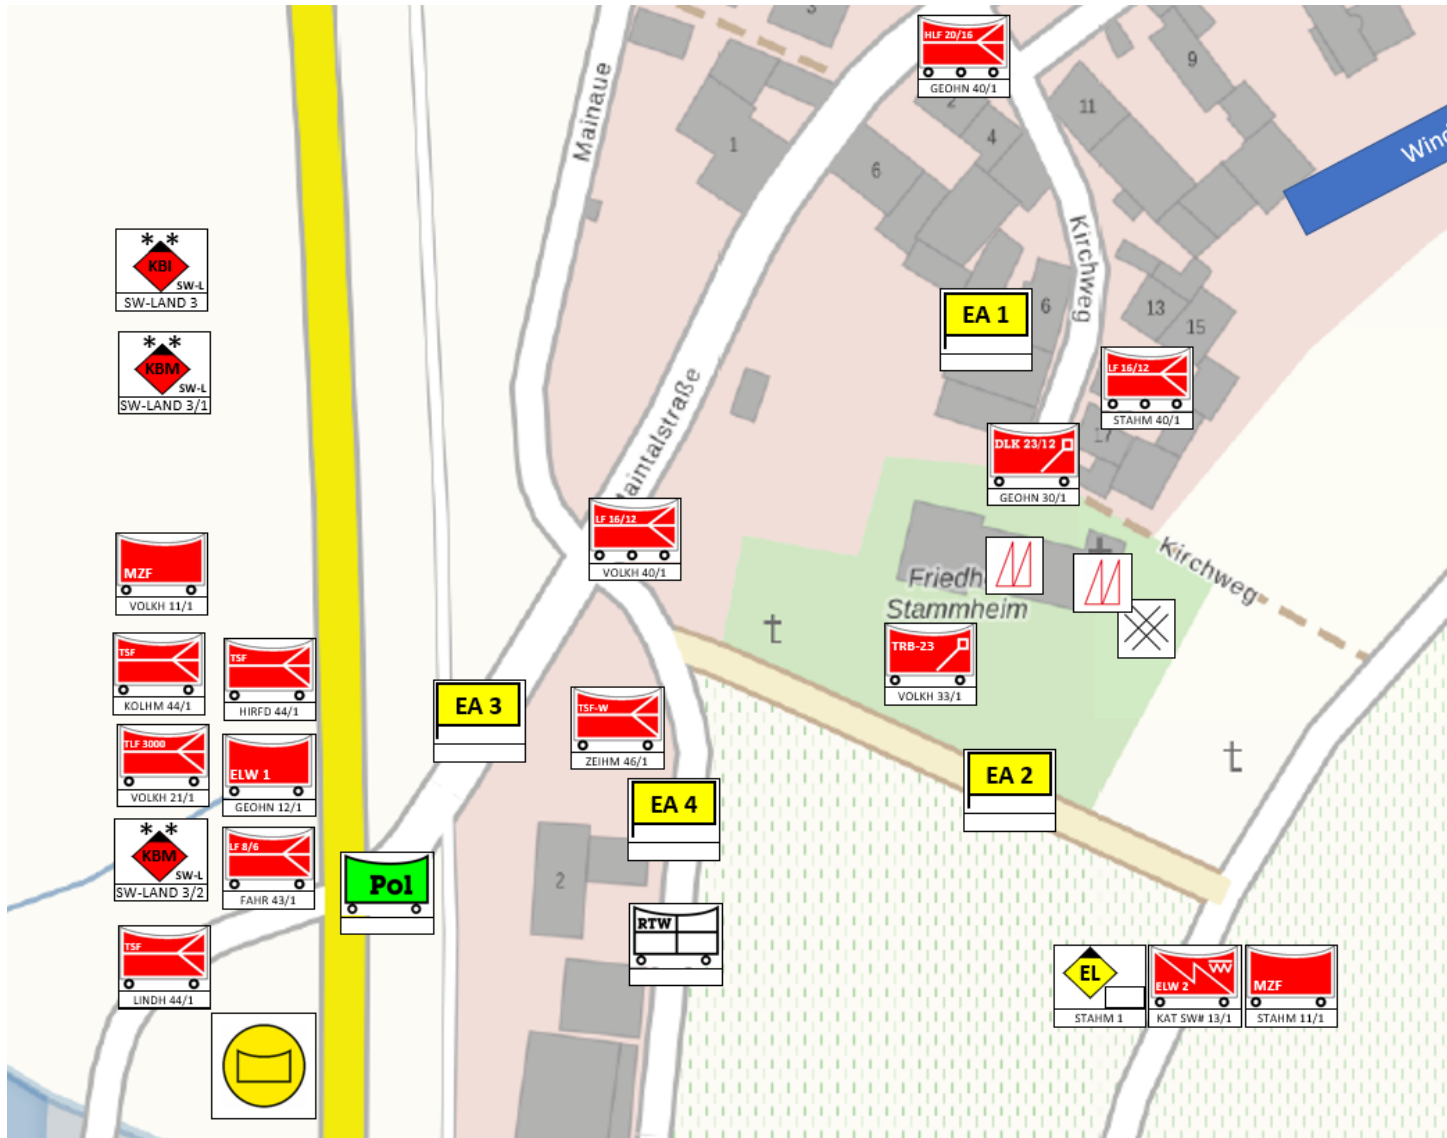 3
HLF 20/16
GEOHN 40/1
9
2
4
11
Mainaue
1
6
Kirchweg
* *
KBI
SW-L
SW-LAND 3
EA 1
6
13
15
* *
KBM
SW-L
SW-LAND 3/1
LF 16/12
STAHM 40/1
17
DLK 23/12
GEOHN 30/1
LF 16/12
VOLKH 40/1
MZF
VOLKH 11/1
Kirchweg
Stammheim
TRB-23
VOLKH 33/1
TSF
KOLHM 44/1
TSF
HIRFD 44/1
EA 3
TSF-W
ZEIHM 46/1
TLF 3000
VOLKH 21/1
ELW 1
GEOHN 12/1
EA 2
EA 4
* *
KBM
SW-L
SW-LAND 3/2
LF 8/6
FAHR 43/1
Pol
2
RTW
TSF
LINDH 44/1
EL
STAHM 1
ELW 2
KAT SW# 13/1
MZF
STAHM 11/1